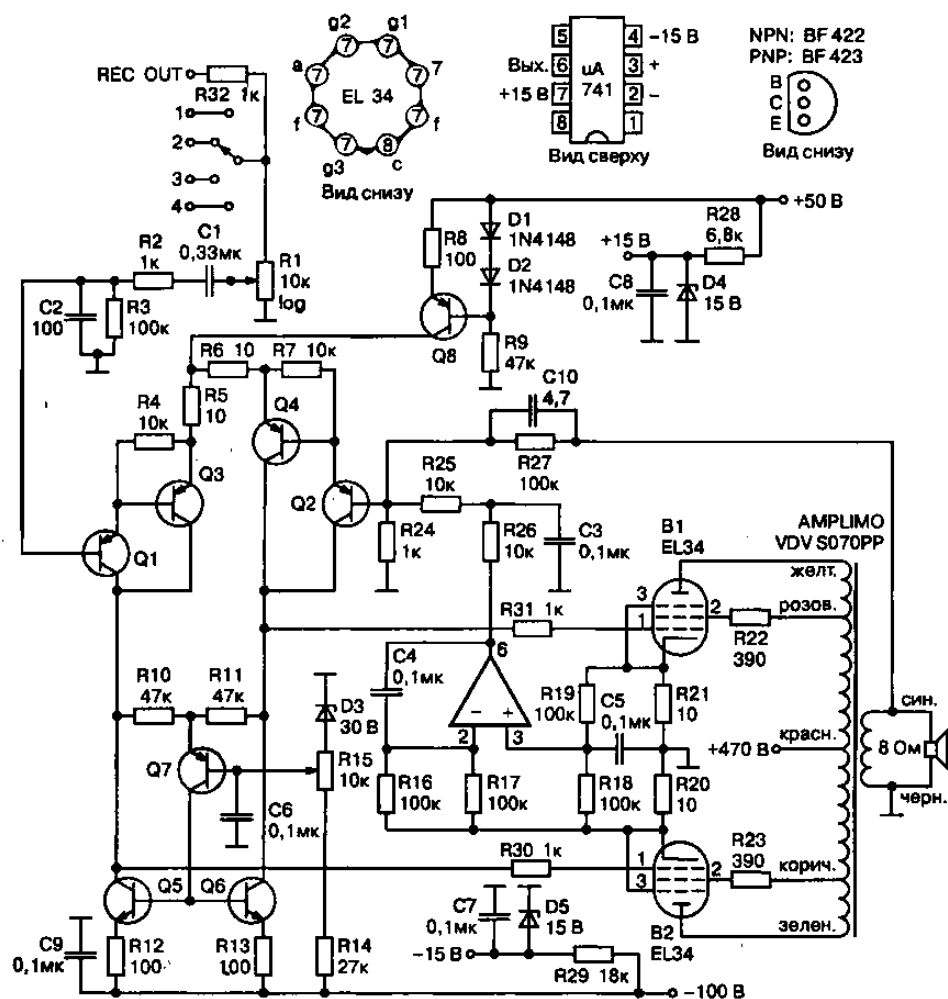 g2 g1
a 7 7 7 7
EL 34
f 7 7 f
g3 7 8 c
Вид снизу
5 4 -15 В
Вых. 6 3 +
+15 В 7 2 -
8 1
uA
741
Вид сверху
NPN: BF 422
PNP: BF 423
B
C
E
Вид снизу
REC OUT
R32 1к
1
2
3
4
R2
1к
C1
0,33мк
R1
10к
log
C2
100
R3
100к
R8
100
D1
1N4148
D2
1N4148
Q8
R9
47к
+50 В
R28
6,8к
+15 В
C8
0,1мк
D4
15 В
R6 10
R7 10к
R5
10
R4
10к
Q4
Q3
Q2
Q1
C10
4,7
R27
100к
R25
10к
R24
1к
R26
10к
C3
0,1мк
B1
EL34
3
1
2
AMPLIMO
VDV S070PP
желт.
розов.
R22
390
R31 1к
C4
0,1мк
6
- +
2 3
R19
100к
C5
0,1мк
R21
10
R10
47к
R11
47к
D3
30 В
Q7
R15
10к
C6
0,1мк
R16
100к
R17
100к
R18
100к
R20
10
+470 В
красн.
син.
8 Ом
черн.
R30 1к
1
3
2
R23
390
корич.
зелен.
B2
EL34
Q5
Q6
C9
0,1мк
R12
100
R13
100
R14
27к
C7
0,1мк
D5
15 В
-15 В
R29 18к
-100 В